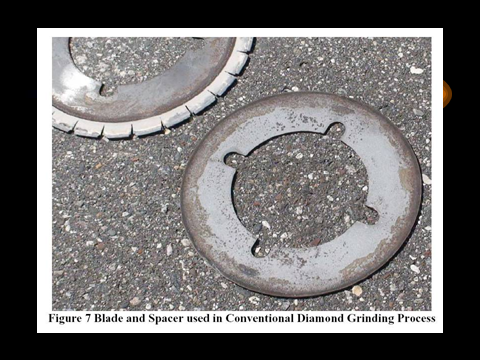 Figure 7 Blade and Spacer used in Conventional Diamond Grinding Process